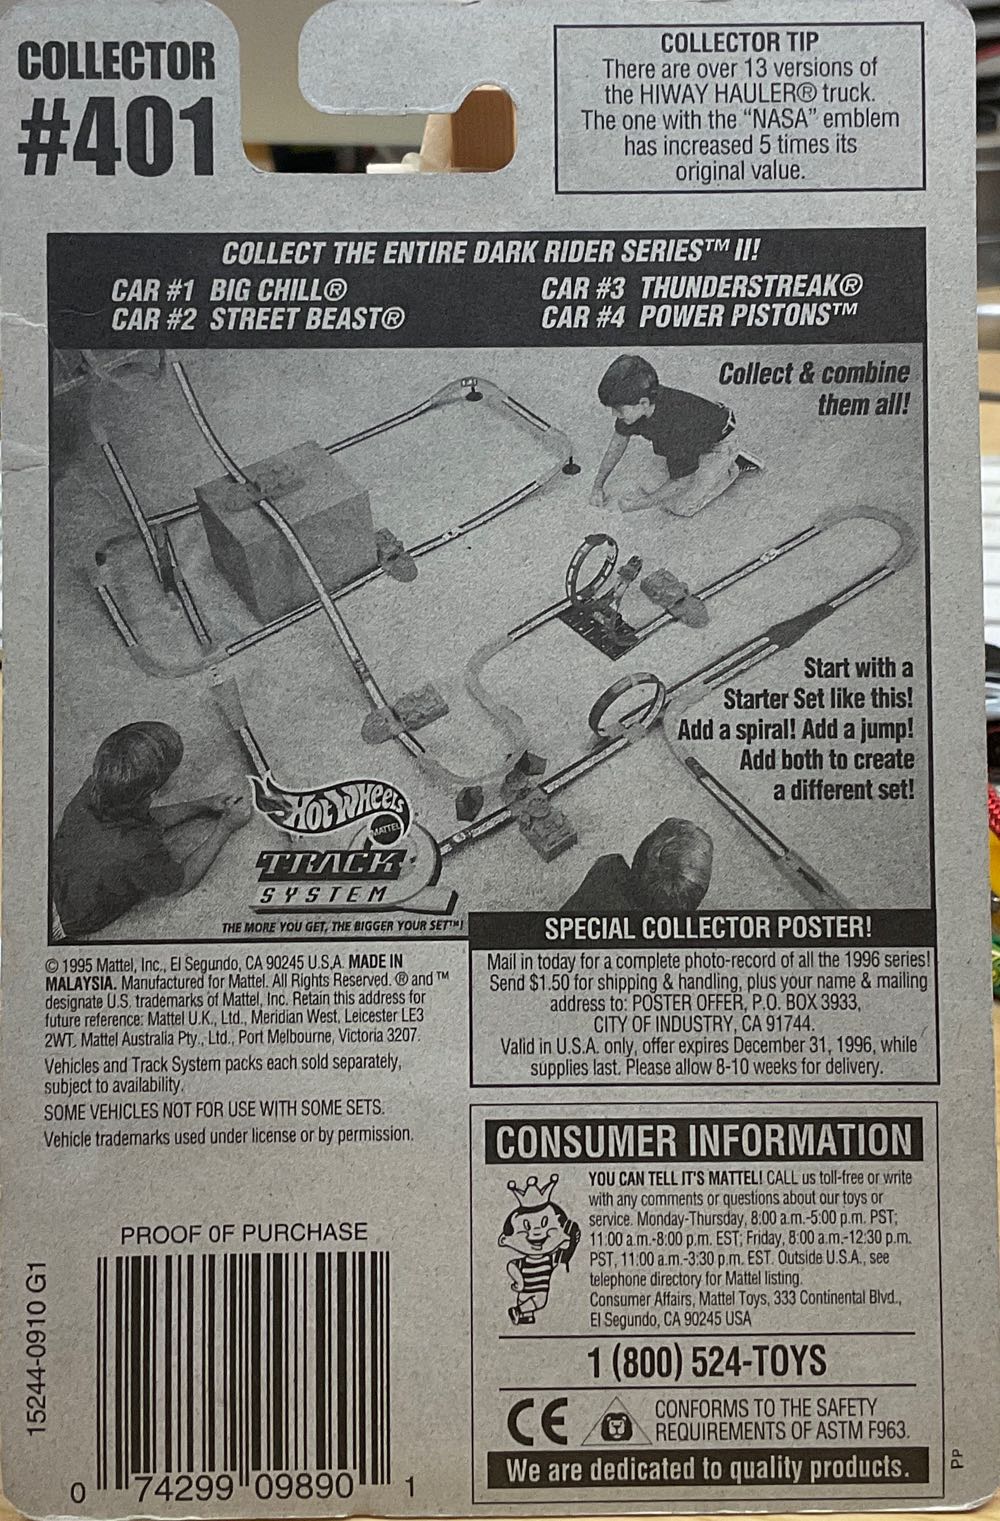 COLLECTOR
#401
COLLECTOR TIP
There are over 13 versions of
the HIWAY HAULER® truck.
The one with the “NASA” emblem
has increased 5 times its
original value.
COLLECT THE ENTIRE DARK RIDER SERIES™ II!
CAR #1 BIG CHILL®
CAR #2 STREET BEAST®
CAR #3 THUNDERSTREAK®
CAR #4 POWER PISTONS™
Collect & combine
them all!
Start with a
Starter Set like this!
Add a spiral! Add a jump!
Add both to create
a different set!
HOT WHEELS
MATTEL
TRACK
SYSTEM
THE MORE YOU GET, THE BIGGER YOUR SET™!
© 1995 Mattel, Inc., El Segundo, CA 90245 U.S.A. MADE IN
MALAYSIA. Manufactured for Mattel. All Rights Reserved. ® and ™
designate U.S. trademarks of Mattel, Inc. Retain this address for
future reference: Mattel U.K., Ltd., Meridian West, Leicester LE3
2WT. Mattel Australia Pty., Ltd., Port Melbourne, Victoria 3207.
Vehicles and Track System packs each sold separately,
subject to availability.
SOME VEHICLES NOT FOR USE WITH SOME SETS.
Vehicle trademarks used under license or by permission.
SPECIAL COLLECTOR POSTER!
Mail in today for a complete photo-record of all the 1996 series!
Send $1.50 for shipping & handling, plus your name & mailing
address to: POSTER OFFER, P.O. BOX 3933,
CITY OF INDUSTRY, CA 91744.
Valid in U.S.A. only, offer expires December 31, 1996, while
supplies last. Please allow 8-10 weeks for delivery.
CONSUMER INFORMATION
YOU CAN TELL IT'S MATTEL! CALL us toll-free or write
with any comments or questions about our toys or
service. Monday-Thursday, 8:00 a.m.-5:00 p.m. PST;
11:00 a.m.-8:00 p.m. EST; Friday, 8:00 a.m.-12:30 p.m.
PST, 11:00 a.m.-3:30 p.m. EST. Outside U.S.A., see
telephone directory for Mattel listing.
Consumer Affairs, Mattel Toys, 333 Continental Blvd.,
El Segundo, CA 90245 USA
1 (800) 524-TOYS
CE
CONFORMS TO THE SAFETY
REQUIREMENTS OF ASTM F963.
We are dedicated to quality products.
PP
PROOF OF PURCHASE
0 74299 09890 1
15244-0910 G1